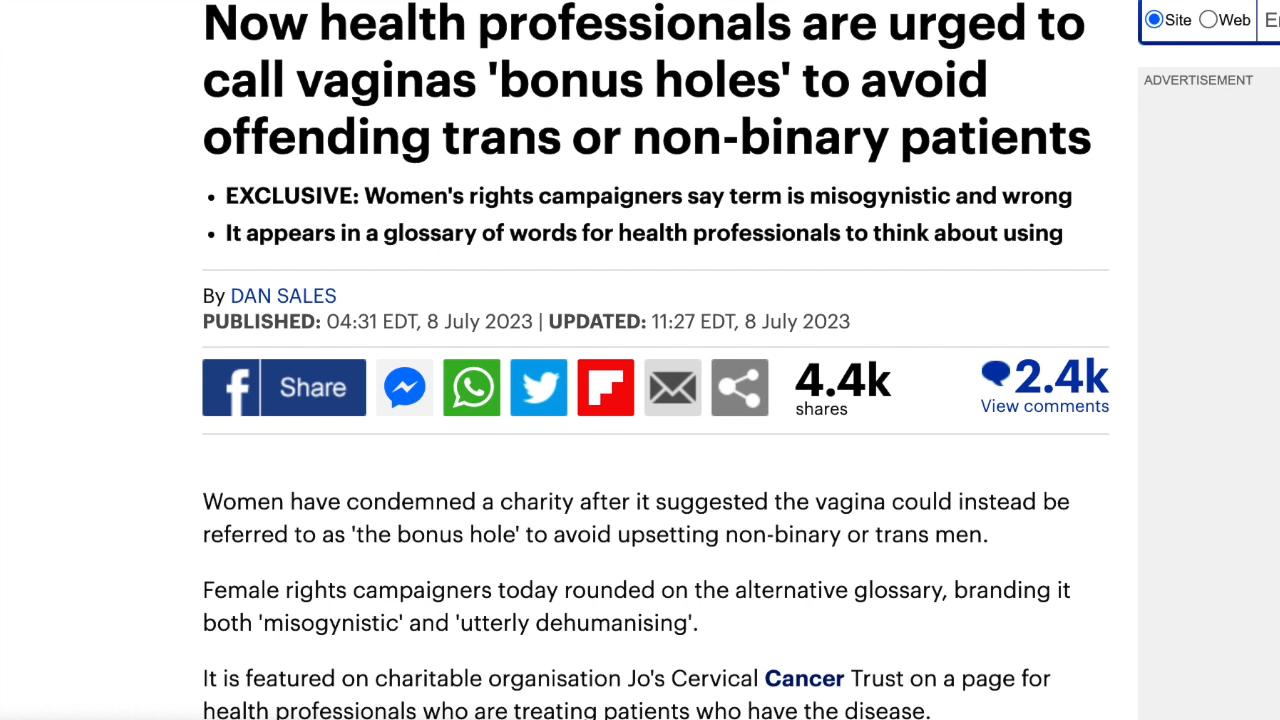 Now health professionals are urged to
call vaginas 'bonus holes' to avoid
offending trans or non-binary patients
• EXCLUSIVE: Women's rights campaigners say term is misogynistic and wrong
• It appears in a glossary of words for health professionals to think about using
By DAN SALES
PUBLISHED: 04:31 EDT, 8 July 2023 | UPDATED: 11:27 EDT, 8 July 2023
Share
4.4k
shares
2.4k
View comments
Women have condemned a charity after it suggested the vagina could instead be
referred to as 'the bonus hole' to avoid upsetting non-binary or trans men.
Female rights campaigners today rounded on the alternative glossary, branding it
both 'misogynistic' and 'utterly dehumanising'.
It is featured on charitable organisation Jo's Cervical Cancer Trust on a page for
health professionals who are treating patients who have the disease.
Site Web
ADVERTISEMENT